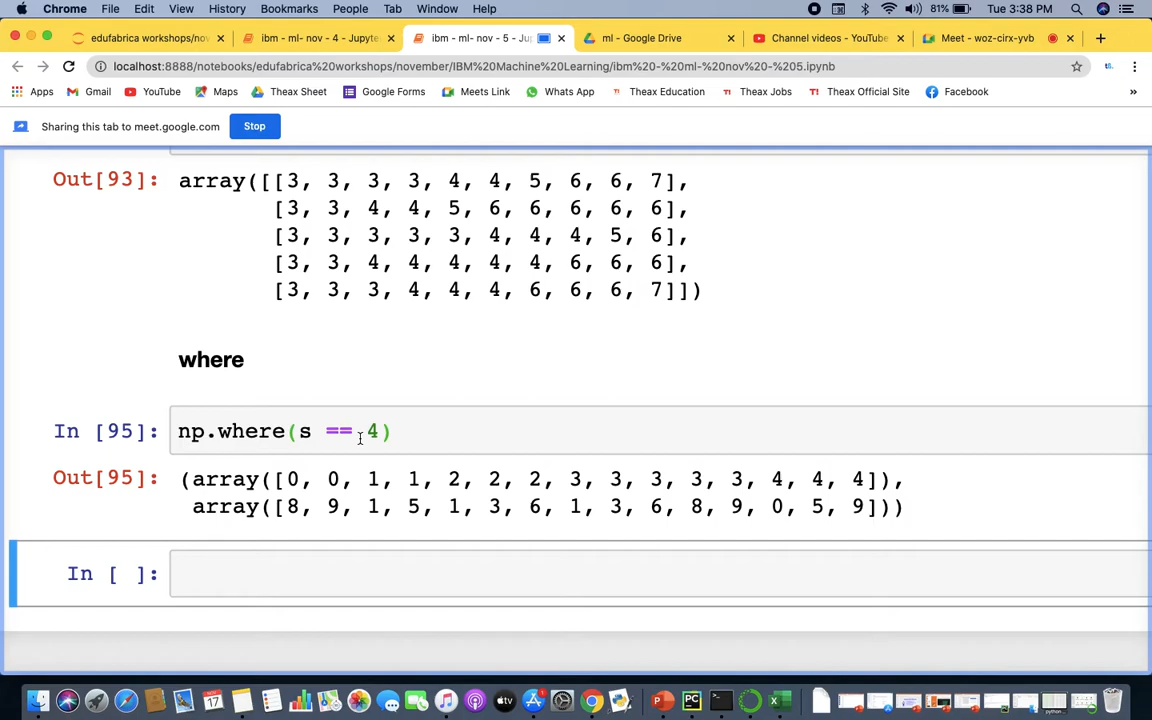 Chrome File Edit View History Bookmarks People Tab Window Help 81% Tue 3:38 PM
edufabrica workshops/nov ibm - ml- nov - 4 - Jupyte ibm - ml- nov - 5 - Ju ml - Google Drive Channel videos - YouTube Meet - woz-cirx-yvb
localhost:8888/notebooks/edufabrica%20workshops/november/IBM%20Machine%20Learning/ibm%20-%20ml-%20nov%20-%205.ipynb
Apps Gmail YouTube Maps Theax Sheet Google Forms Meets Link Whats App Theax Education Theax Jobs Theax Official Site Facebook »
Sharing this tab to meet.google.com Stop
Out[93]: array([[3, 3, 3, 3, 4, 4, 5, 6, 6, 7],
[3, 3, 4, 4, 5, 6, 6, 6, 6, 6],
[3, 3, 3, 3, 3, 4, 4, 4, 5, 6],
[3, 3, 4, 4, 4, 4, 4, 6, 6, 6],
[3, 3, 3, 4, 4, 4, 6, 6, 6, 7]])
where
In [95]: np.where(s == 4)
Out[95]: (array([0, 0, 1, 1, 2, 2, 2, 3, 3, 3, 3, 3, 4, 4, 4]),
array([8, 9, 1, 5, 1, 3, 6, 1, 3, 6, 8, 9, 0, 5, 9]))
In [ ]:
17